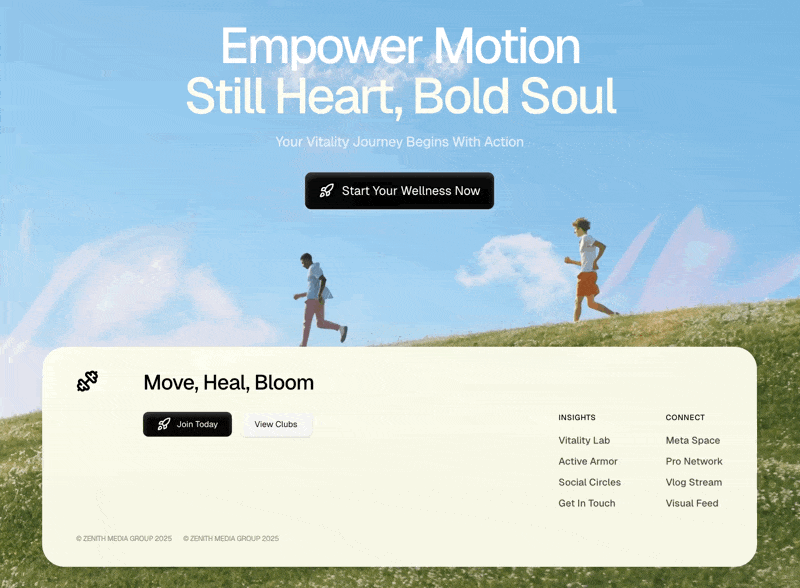 Empower Motion
Still Heart, Bold Soul
Your Vitality Journey Begins With Action
Start Your Wellness Now
Move, Heal, Bloom
Join Today
View Clubs
INSIGHTS
Vitality Lab
Active Armor
Social Circles
Get In Touch
CONNECT
Meta Space
Pro Network
Vlog Stream
Visual Feed
© ZENITH MEDIA GROUP 2025
© ZENITH MEDIA GROUP 2025